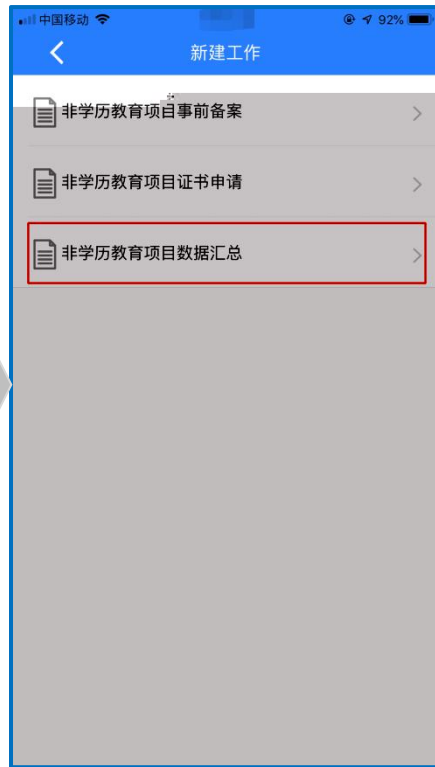 中国移动 92%
新建工作
非学历教育项目事前备案
非学历教育项目证书申请
非学历教育项目数据汇总